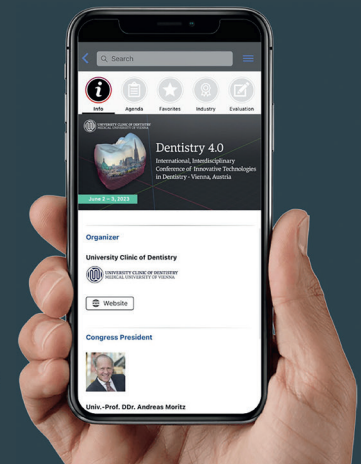 Search
Info Agenda Favorites Industry Evaluation
UNIVERSITY CLINIC OF DENTISTRY
MEDICAL UNIVERSITY OF VIENNA
Dentistry 4.0
International, Interdisciplinary
Conference of Innovative Technologies
in Dentistry - Vienna, Austria
June 2 – 3, 2023
Organizer
University Clinic of Dentistry
UNIVERSITY CLINIC OF DENTISTRY
MEDICAL UNIVERSITY OF VIENNA
Website
Congress President
Univ.-Prof. DDr. Andreas Moritz